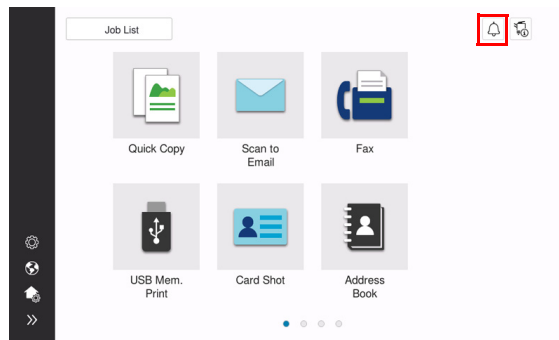 Job List
Quick Copy
Scan to
Email
Fax
USB Mem.
Print
Card Shot
Address
Book